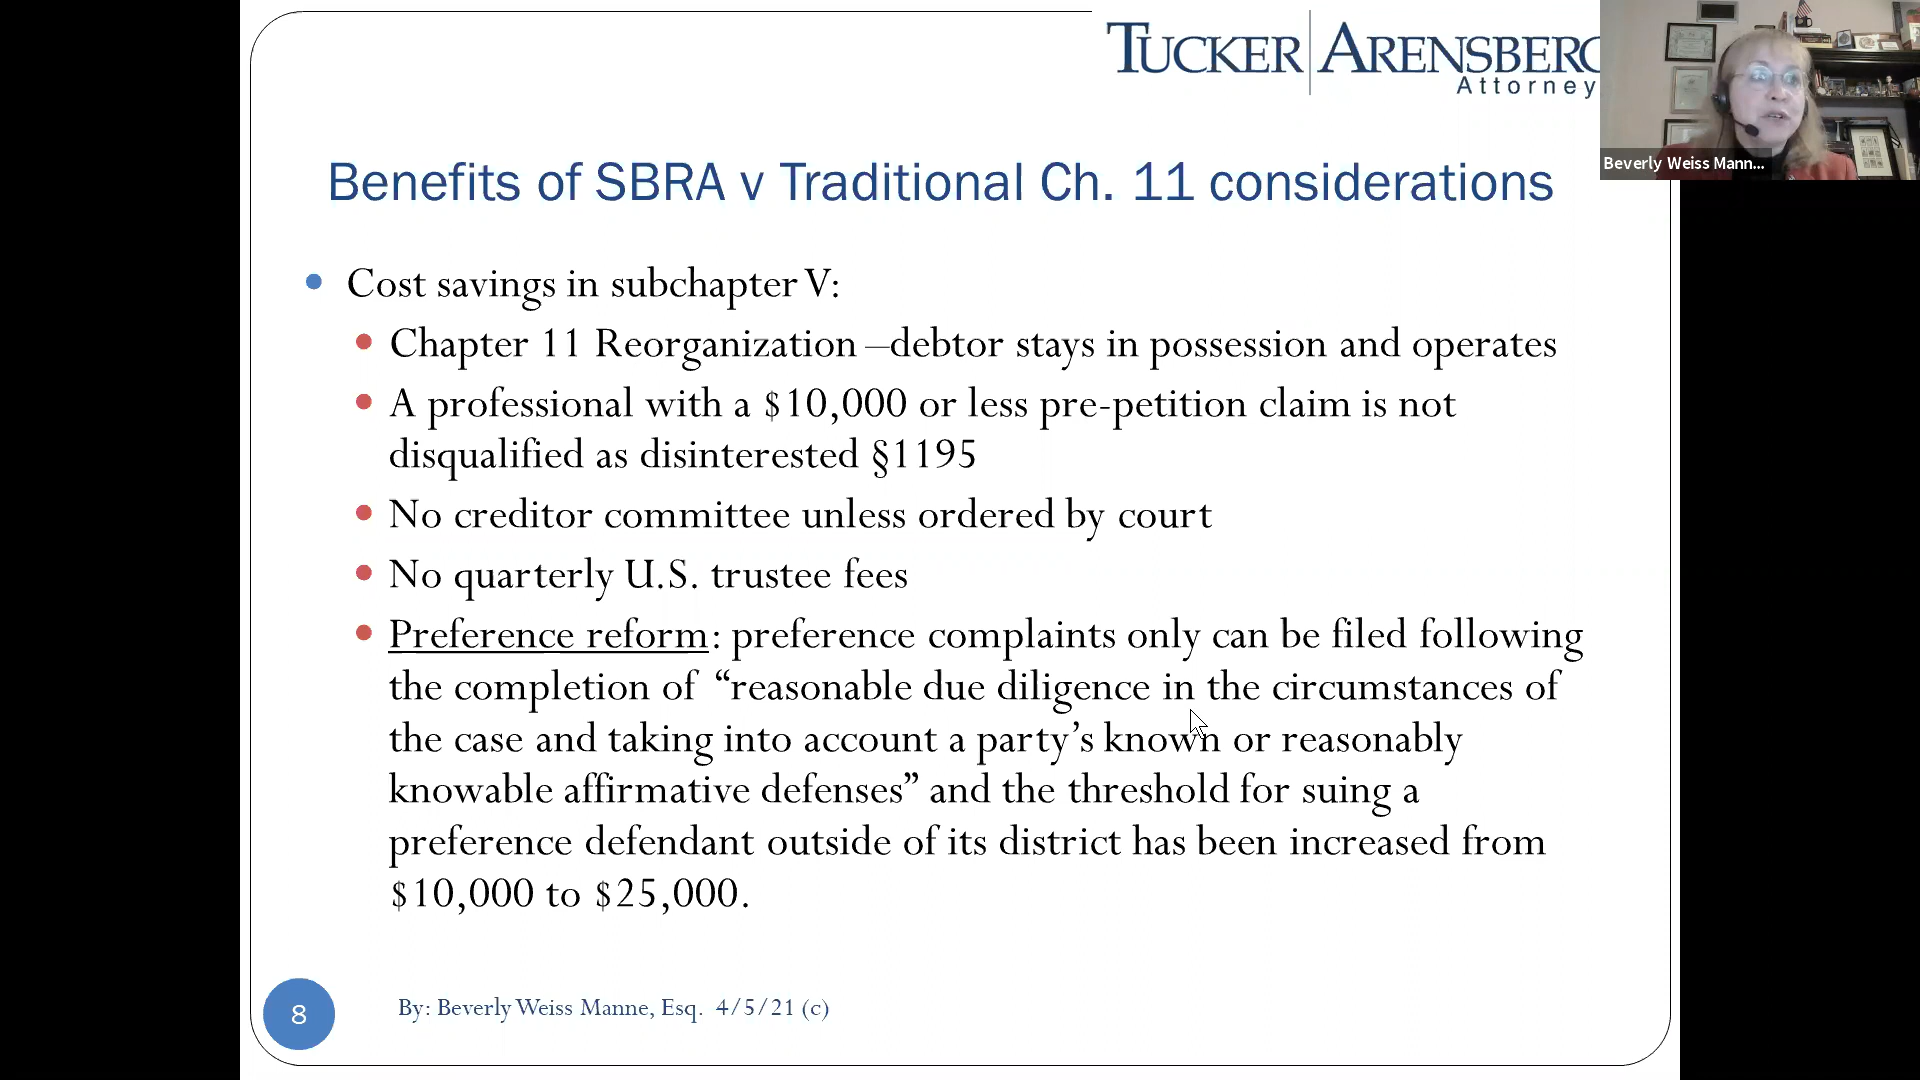 TUCKER ARENSBERG
Attorney
Beverly Weiss Mann...
Benefits of SBRA v Traditional Ch. 11 considerations
Cost savings in subchapter V:
Chapter 11 Reorganization –debtor stays in possession and operates
A professional with a $10,000 or less pre-petition claim is not
disqualified as disinterested §1195
No creditor committee unless ordered by court
No quarterly U.S. trustee fees
Preference reform: preference complaints only can be filed following
the completion of “reasonable due diligence in the circumstances of
the case and taking into account a party’s known or reasonably
knowable affirmative defenses” and the threshold for suing a
preference defendant outside of its district has been increased from
$10,000 to $25,000.
8
By: Beverly Weiss Manne, Esq. 4/5/21 (c)